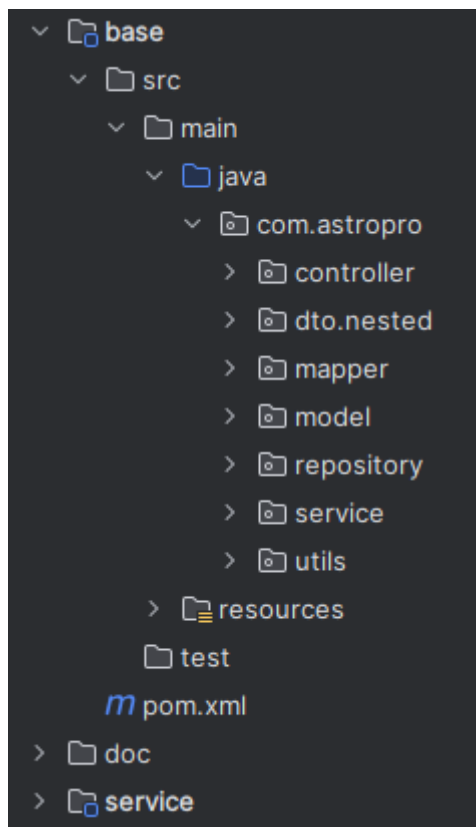 base
src
main
java
com.astropro
controller
dto.nested
mapper
model
repository
service
utils
resources
test
m pom.xml
doc
service